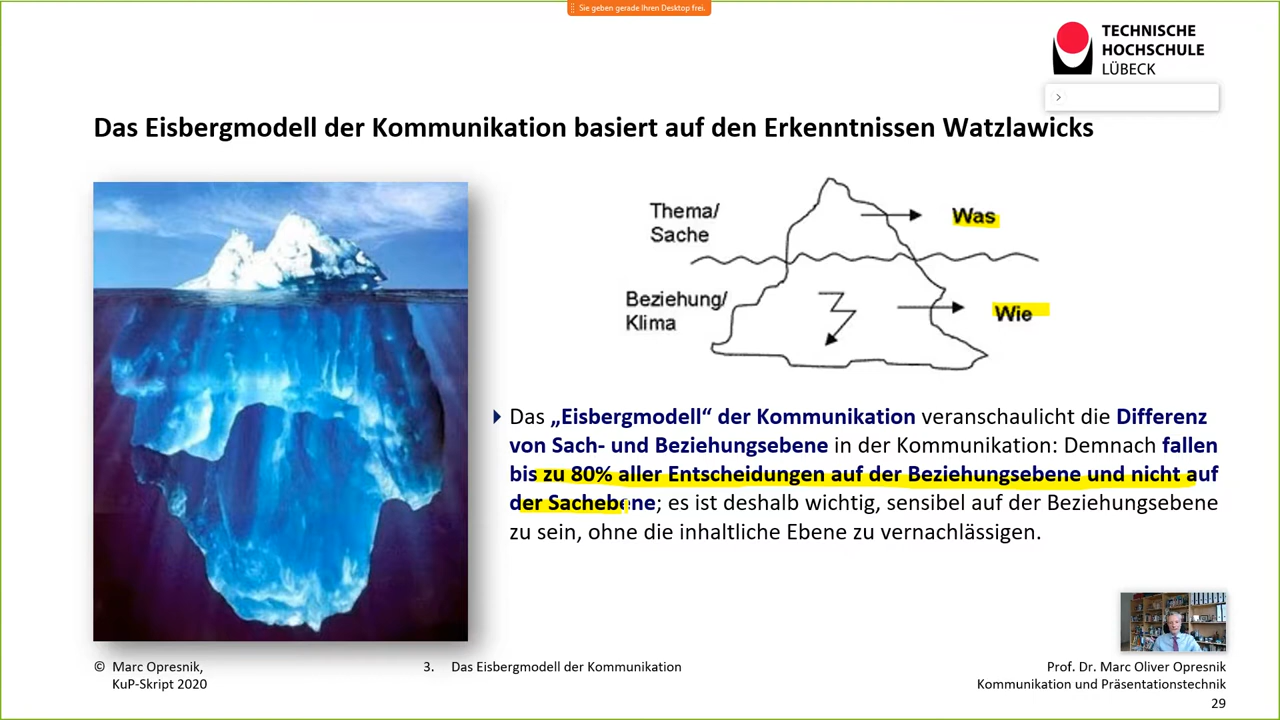 Sie geben gerade Ihren Desktop frei.
TECHNISCHE
HOCHSCHULE
LÜBECK
Das Eisbergmodell der Kommunikation basiert auf den Erkenntnissen Watzlawicks
Thema/
Sache
Was
Beziehung/
Klima
Wie
Das „Eisbergmodell“ der Kommunikation veranschaulicht die Differenz
von Sach- und Beziehungsebene in der Kommunikation: Demnach fallen
bis zu 80% aller Entscheidungen auf der Beziehungsebene und nicht auf
der Sachebene; es ist deshalb wichtig, sensibel auf der Beziehungsebene
zu sein, ohne die inhaltliche Ebene zu vernachlässigen.
© Marc Opresnik,
KuP-Skript 2020
3. Das Eisbergmodell der Kommunikation
Prof. Dr. Marc Oliver Opresnik
Kommunikation und Präsentationstechnik
29